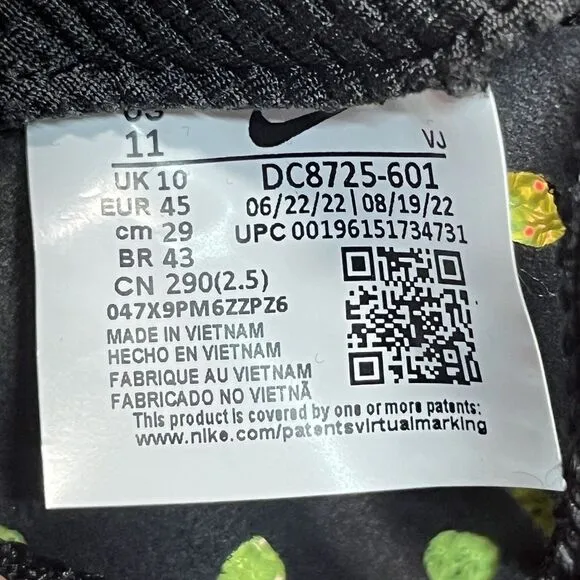 US
11
VJ
UK 10
DC8725-601
EUR 45
06/22/22 | 08/19/22
cm 29
UPC 00196151734731
BR 43
CN 290(2.5)
047X9PM6ZZPZ6
MADE IN VIETNAM
HECHO EN VIETNAM
FABRIQUE AU VIETNAM
FABRICADO NO VIETNÃ
This product is covered by one or more patents:
www.nike.com/patentsvirtualmarking